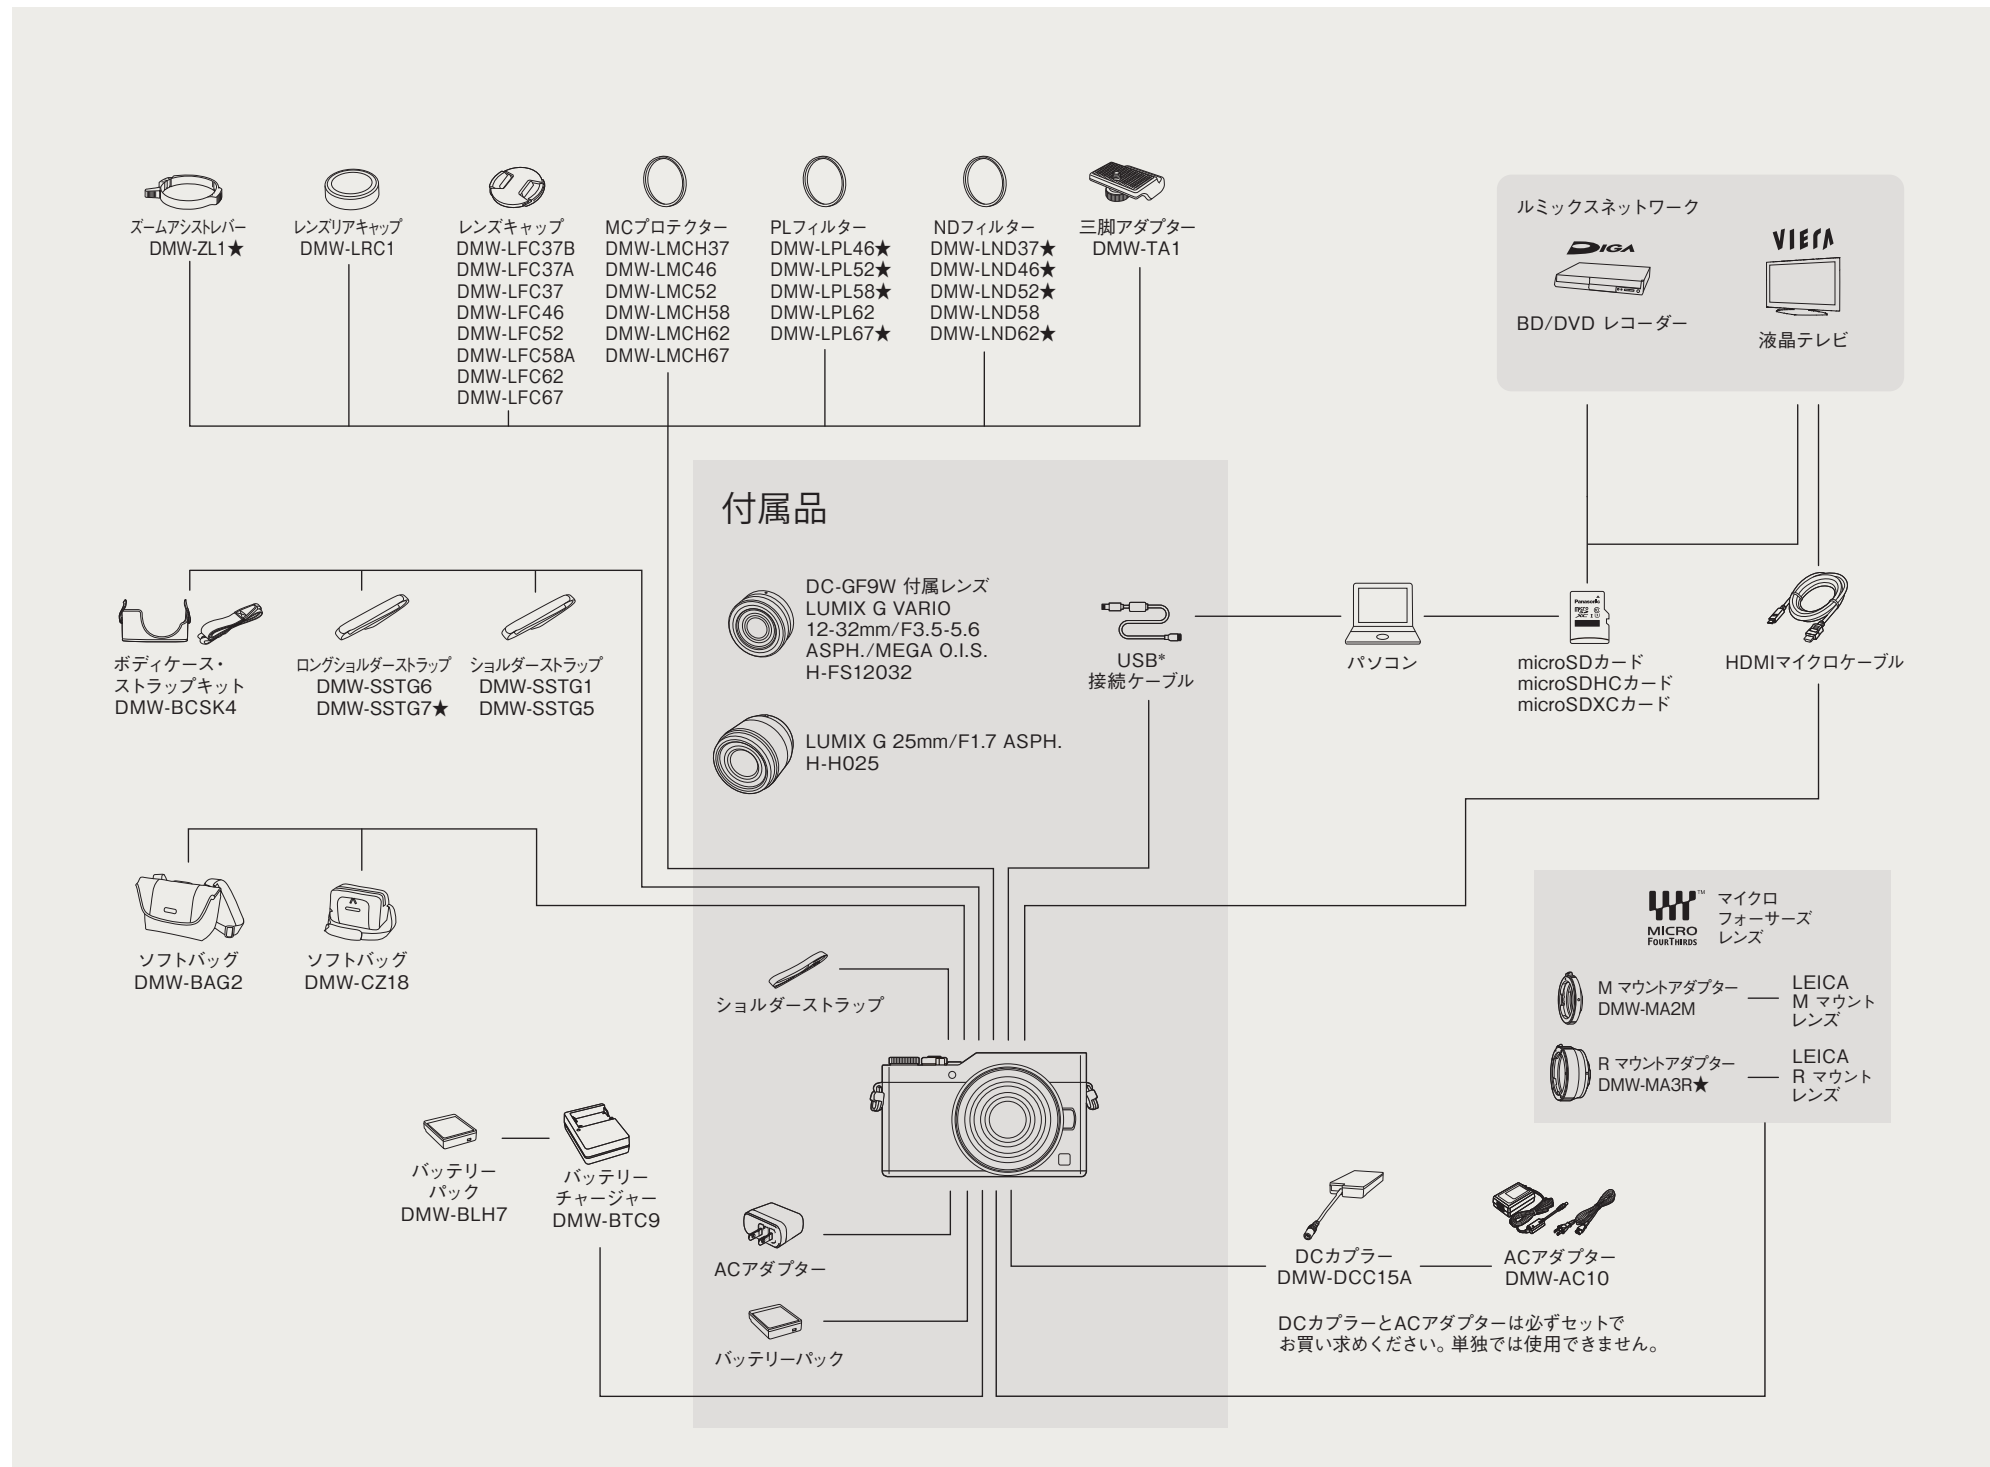 ズームアシストレバー
DMW-ZL1★
レンズリアキャップ
DMW-LRC1
レンズキャップ
DMW-LFC37B
DMW-LFC37A
DMW-LFC37
DMW-LFC46
DMW-LFC52
DMW-LFC58A
DMW-LFC62
DMW-LFC67
MCプロテクター
DMW-LMCH37
DMW-LMC46
DMW-LMC52
DMW-LMCH58
DMW-LMCH62
DMW-LMCH67
PLフィルター
DMW-LPL46★
DMW-LPL52★
DMW-LPL58★
DMW-LPL62
DMW-LPL67★
NDフィルター
DMW-LND37★
DMW-LND46★
DMW-LND52★
DMW-LND58
DMW-LND62★
三脚アダプター
DMW-TA1
ルミックスネットワーク
DIGA
BD/DVD レコーダー
VIERA
液晶テレビ
付属品
DC-GF9W 付属レンズ
LUMIX G VARIO
12-32mm/F3.5-5.6
ASPH./MEGA O.I.S.
H-FS12032
LUMIX G 25mm/F1.7 ASPH.
H-H025
USB*
接続ケーブル
パソコン
Panasonic
microSDカード
microSDHCカード
microSDXCカード
HDMIマイクロケーブル
ボディケース・
ストラップキット
DMW-BCSK4
ロングショルダーストラップ
DMW-SSTG6
DMW-SSTG7★
ショルダーストラップ
DMW-SSTG1
DMW-SSTG5
ソフトバッグ
DMW-BAG2
ソフトバッグ
DMW-CZ18
ショルダーストラップ
MICRO
FOURTHIRDS
TM
マイクロ
フォーサーズ
レンズ
M マウントアダプター
DMW-MA2M
LEICA
M マウント
レンズ
R マウントアダプター
DMW-MA3R★
LEICA
R マウント
レンズ
バッテリー
パック
DMW-BLH7
バッテリー
チャージャー
DMW-BTC9
ACアダプター
バッテリーパック
DCカプラー
DMW-DCC15A
ACアダプター
DMW-AC10
DCカプラーとACアダプターは必ずセットで
お買い求めください。単独では使用できません。